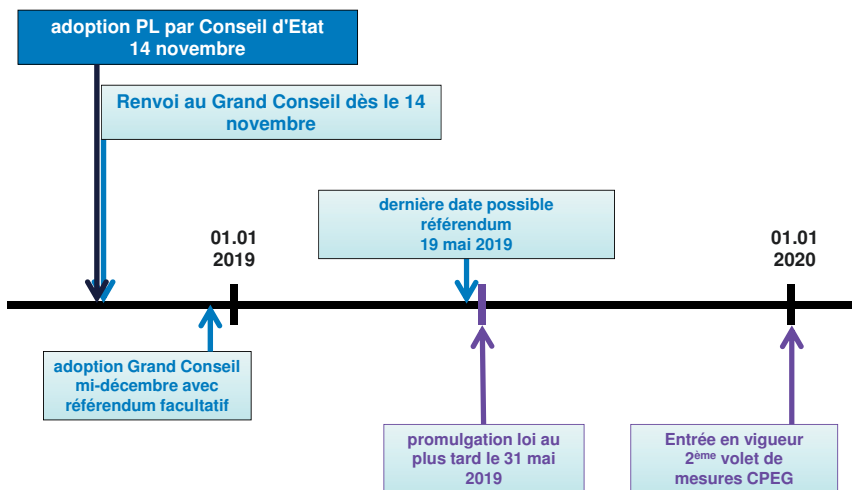 adoption PL par Conseil d'Etat
14 novembre
Renvoi au Grand Conseil dès le 14
novembre
dernière date possible
référendum
19 mai 2019
01.01
2019
01.01
2020
adoption Grand Conseil
mi-décembre avec
référendum facultatif
promulgation loi au
plus tard le 31 mai
2019
Entrée en vigueur
2ème volet de
mesures CPEG